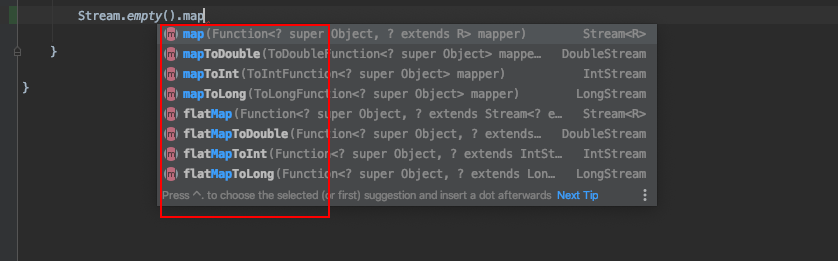 Stream.empty().map
m map(Function<? super Object, ? extends R> mapper) Stream<R>
m mapToDouble(ToDoubleFunction<? super Object> mappe… DoubleStream
m mapToInt(ToIntFunction<? super Object> mapper) IntStream
m mapToLong(ToLongFunction<? super Object> mapper) LongStream
m flatMap(Function<? super Object, ? extends Stream<? e… Stream<R>
m flatMapToDouble(Function<? super Object, ? extends… DoubleStream
m flatMapToInt(Function<? super Object, ? extends IntSt… IntStream
m flatMapToLong(Function<? super Object, ? extends Lon… LongStream
Press ^. to choose the selected (or first) suggestion and insert a dot afterwards Next Tip
}
}